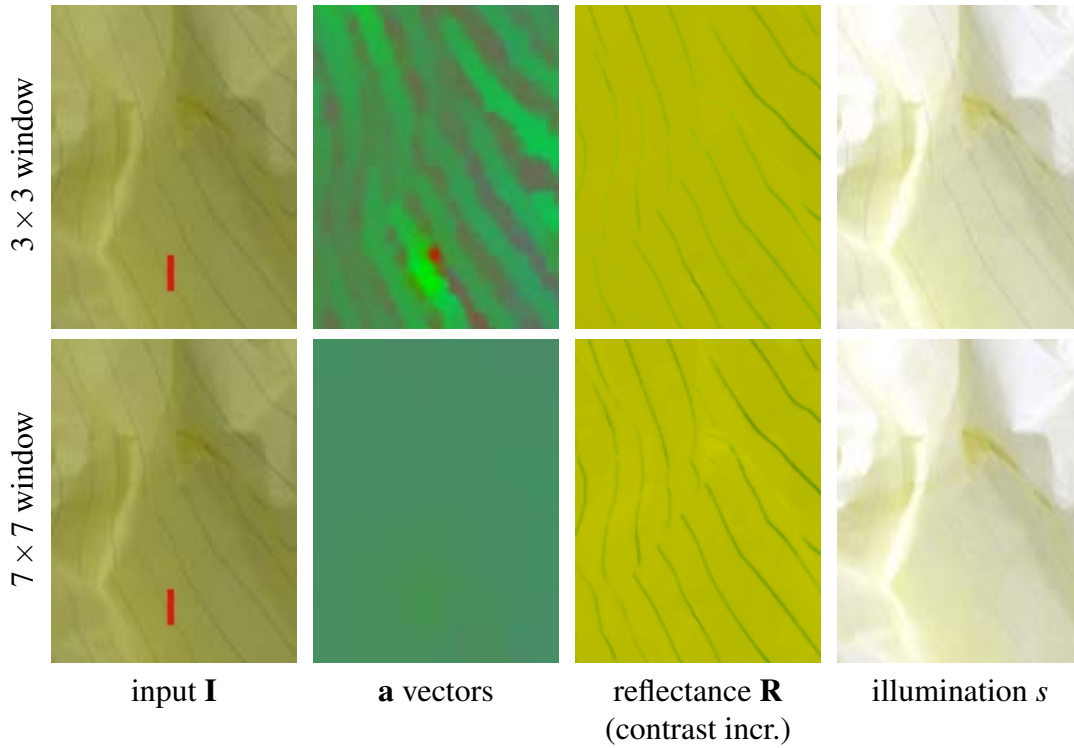 3 × 3 window
7 × 7 window
input I
a vectors
reflectance R
(contrast incr.)
illumination s